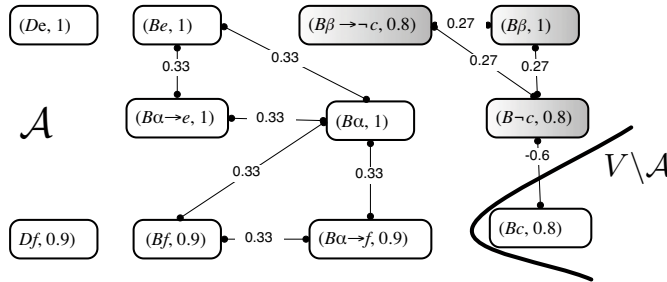 (De, 1) (Be, 1) (Bβ→¬c, 0.8) 0.27 (Bβ, 1)
0.33 0.33 0.27 0.27
𝒜 (Bα→e, 1) 0.33 (Bα, 1) (B¬c, 0.8)
0.33 0.33 -0.6 V\𝒜
Df, 0.9) (Bf, 0.9) 0.33 (Bα→f, 0.9) (Bc, 0.8)